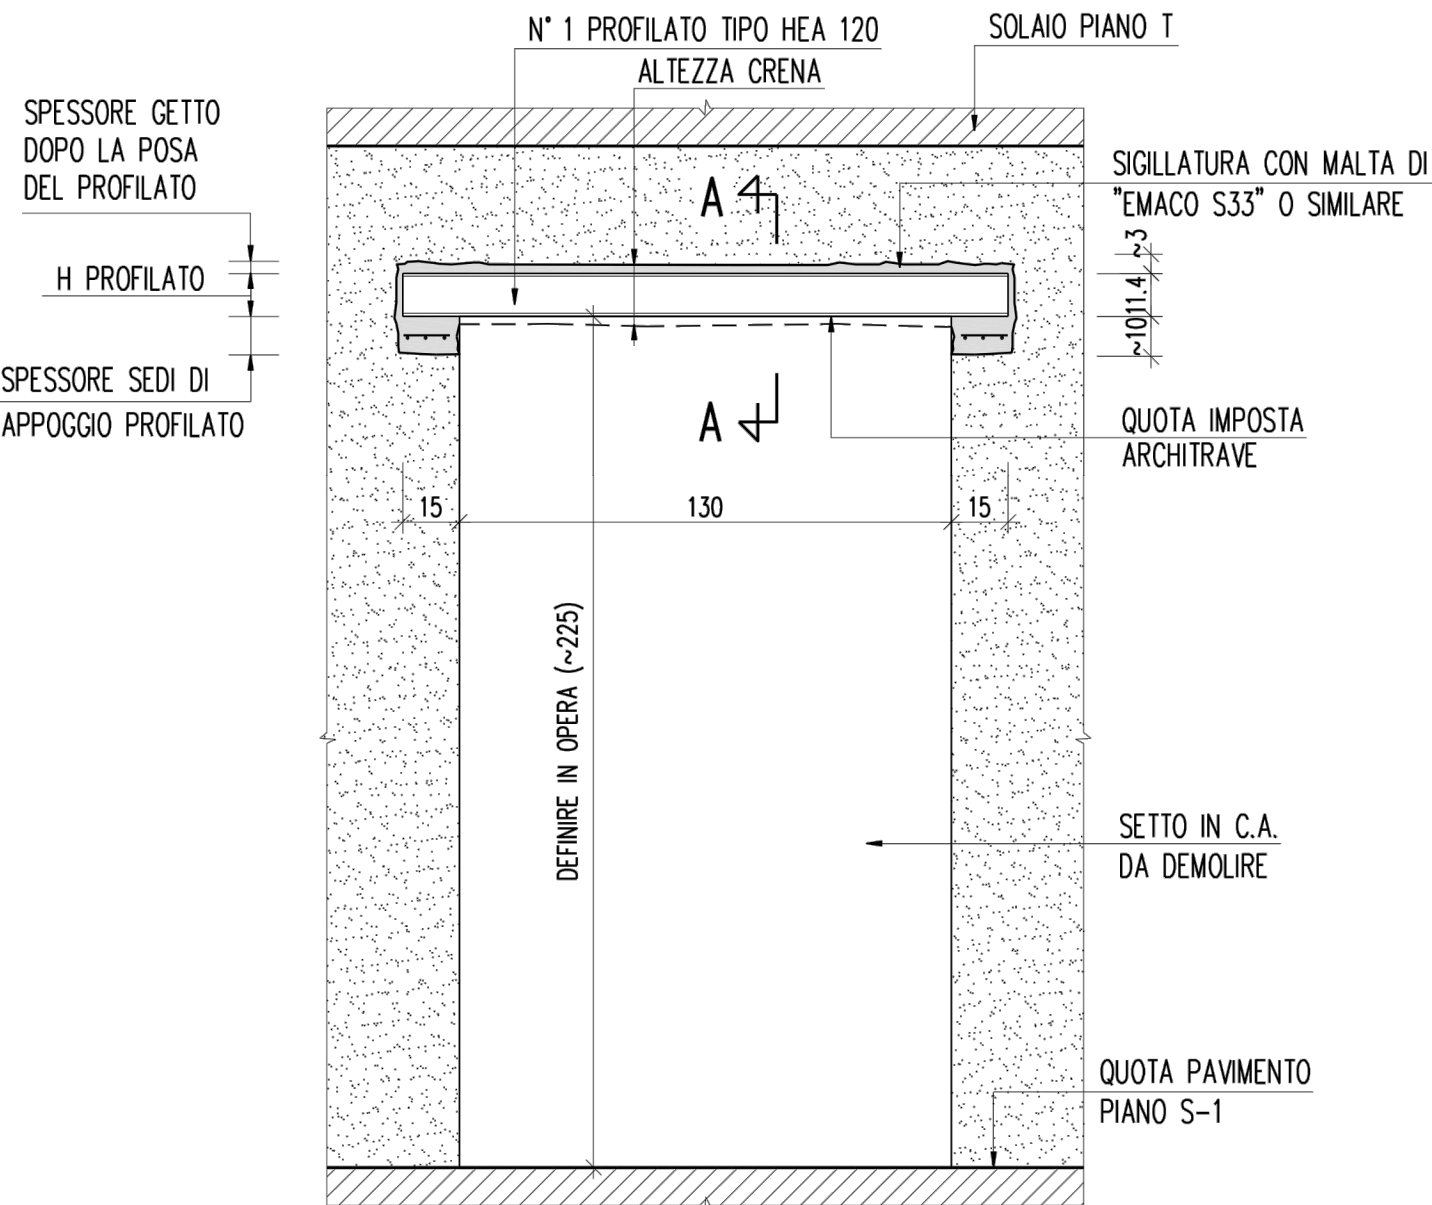 N° 1 PROFILATO TIPO HEA 120
SOLAIO PIANO T
ALTEZZA CRENA
SPESSORE GETTO
DOPO LA POSA
DEL PROFILATO
SIGILLATURA CON MALTA DI
"EMACO S33" O SIMILARE
A
~3
H PROFILATO
11.4
~10
SPESSORE SEDI DI
APPOGGIO PROFILATO
A
QUOTA IMPOSTA
ARCHITRAVE
15
130
15
DEFINIRE IN OPERA (~225)
SETTO IN C.A.
DA DEMOLIRE
QUOTA PAVIMENTO
PIANO S-1